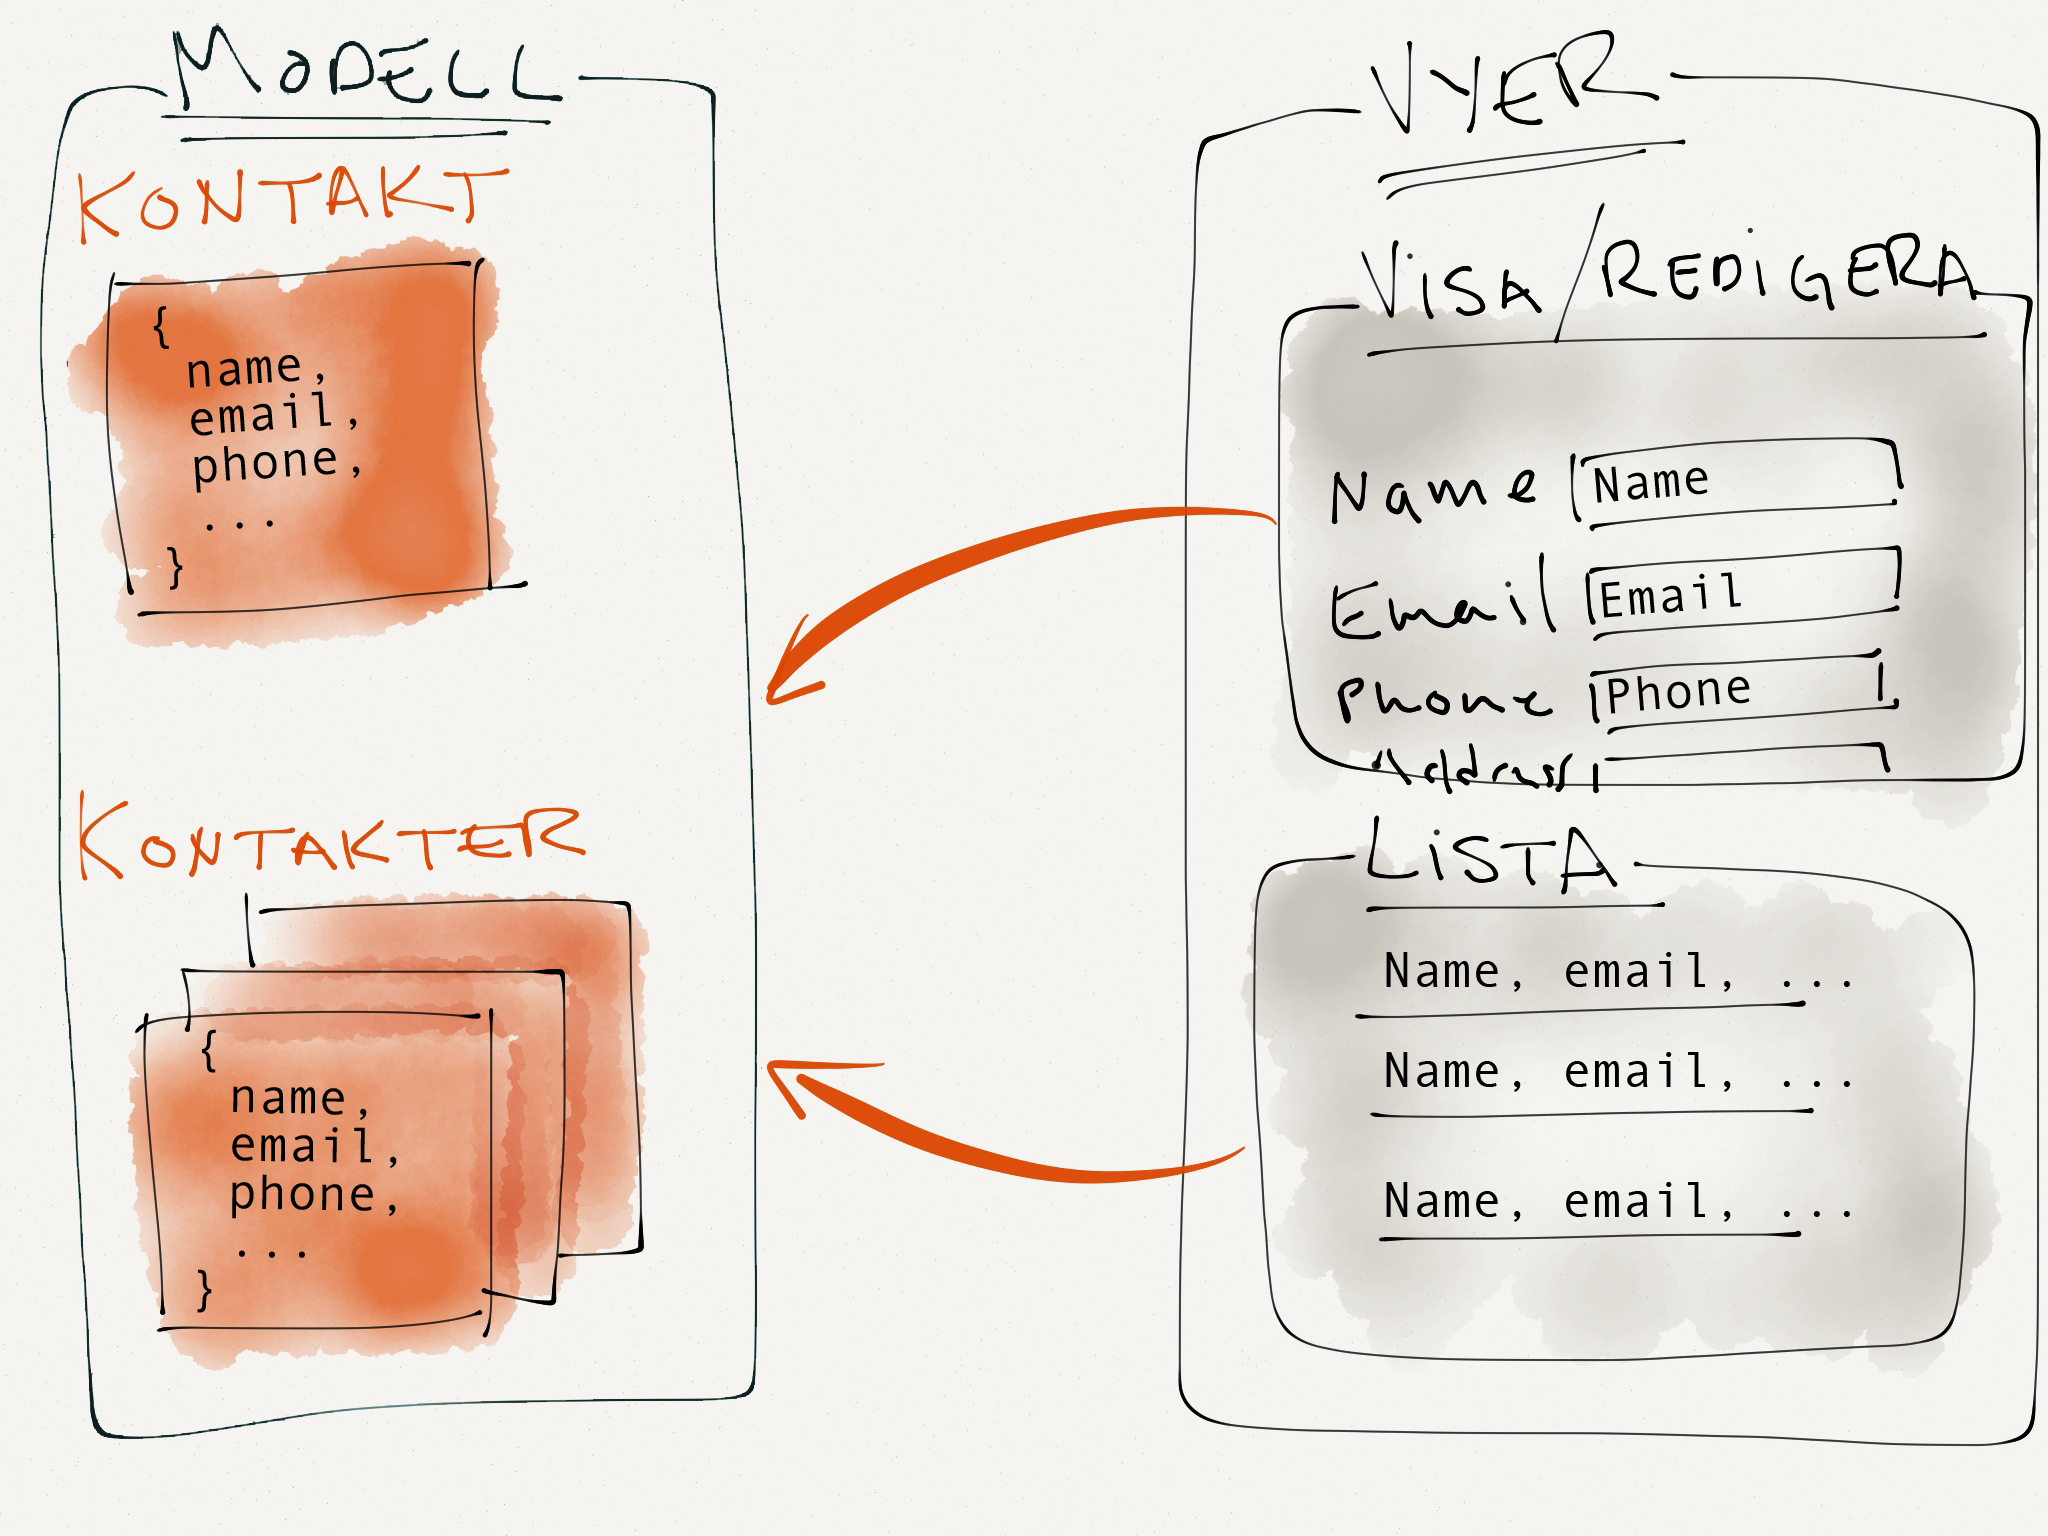 MODELL
KONTAKT
{
name,
email,
phone,
...
}
KONTAKTER
{
name,
email,
phone,
...
}
VYER
VISA/REDIGERA
Name Name
Email Email
Phone Phone
Address
LISTA
Name, email, ...
Name, email, ...
Name, email, ...